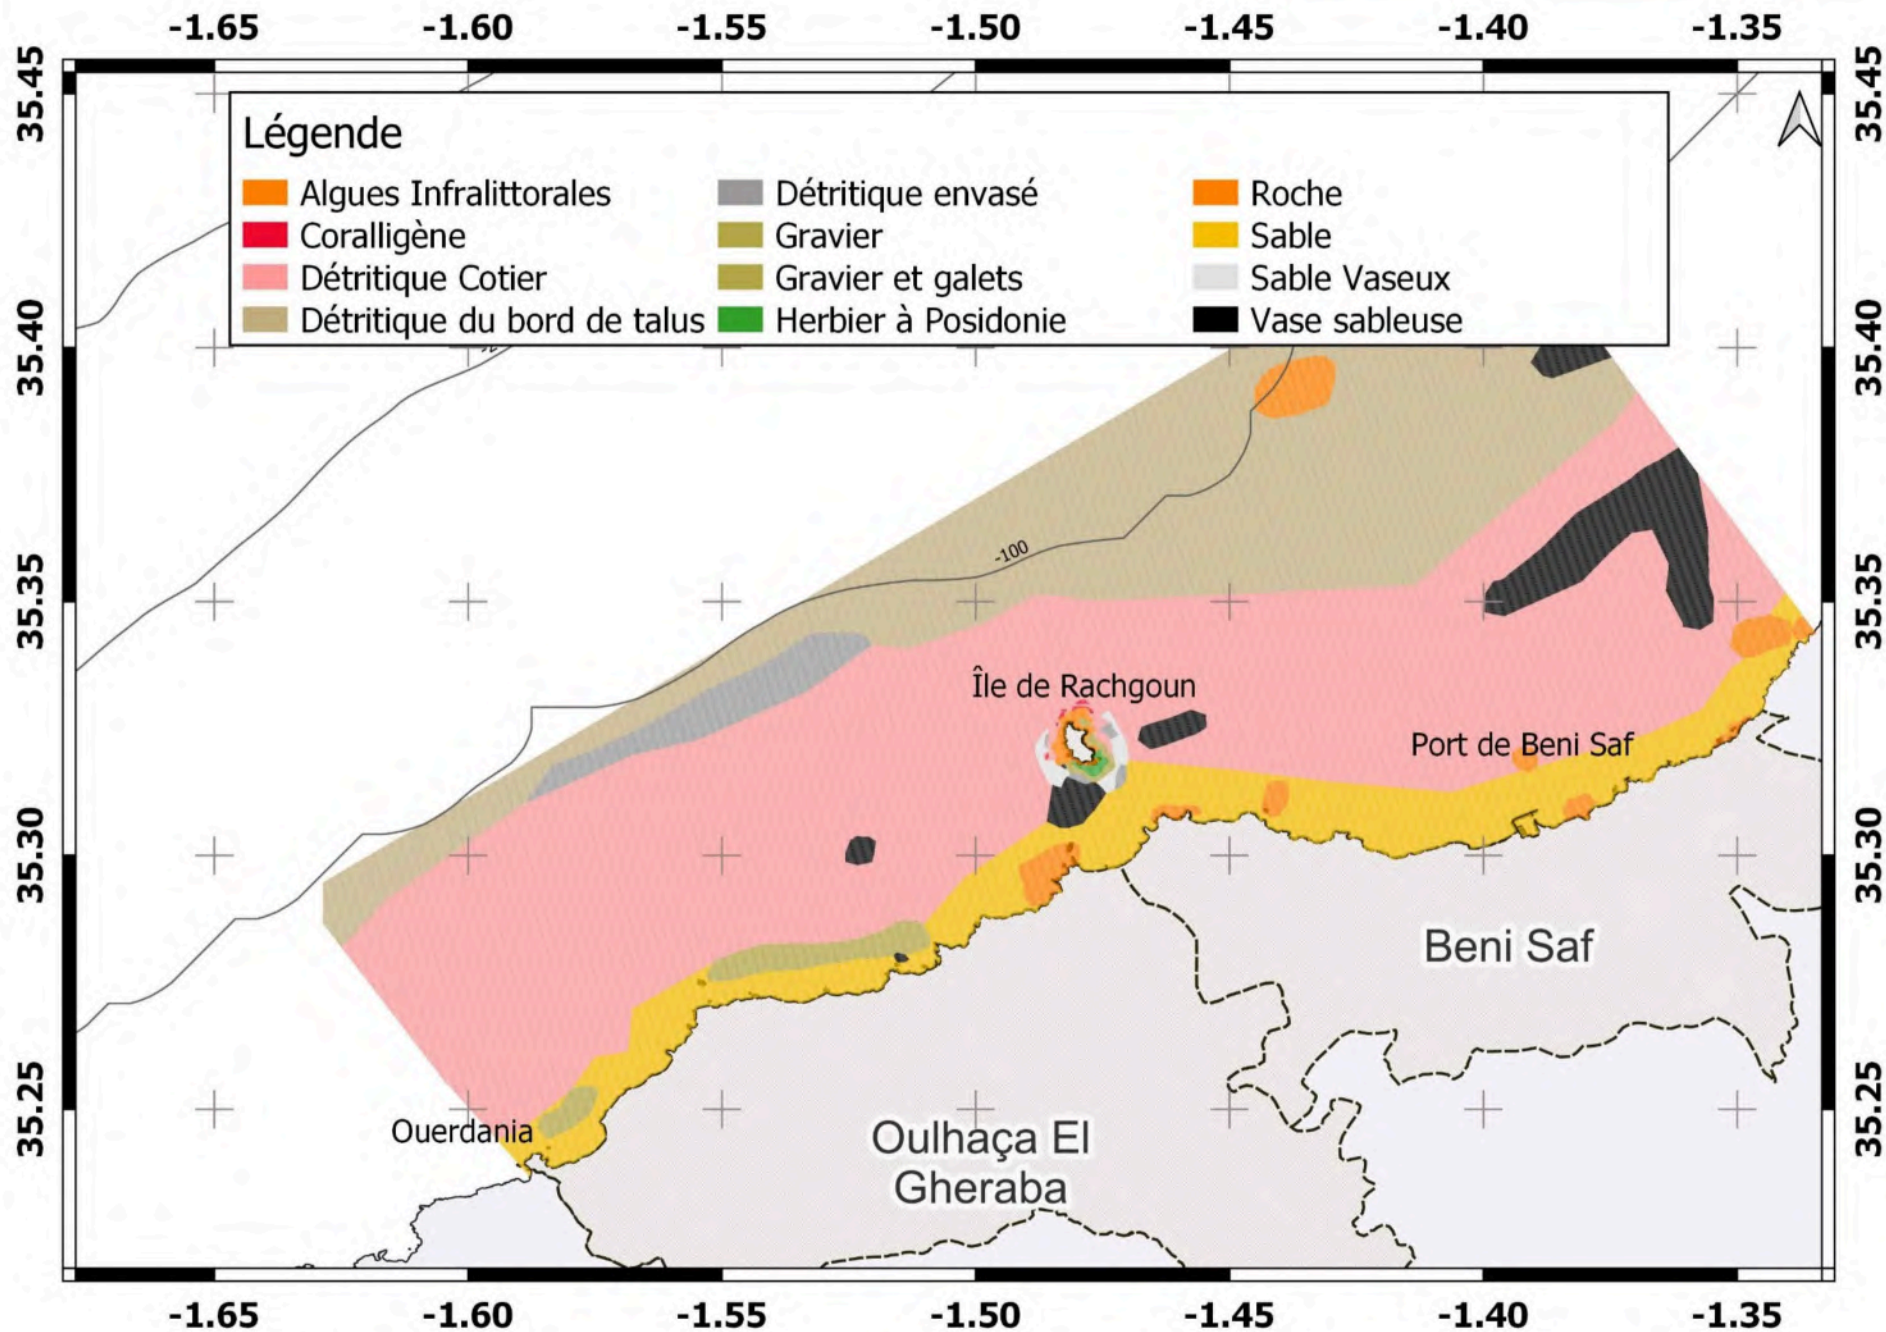 -1.65 -1.60 -1.55 -1.50 -1.45 -1.40 -1.35
35.45 35.45
Légende
Algues Infralittorales Détritique envasé Roche
Coralligène Gravier Sable
Détritique Cotier Gravier et galets Sable Vaseux
Détritique du bord de talus Herbier à Posidonie Vase sableuse
35.40 35.40
-100
35.35 35.35
Île de Rachgoun
Port de Beni Saf
35.30 35.30
Beni Saf
35.25 35.25
Ouerdania
Oulhaça El
Gheraba
-1.65 -1.60 -1.55 -1.50 -1.45 -1.40 -1.35